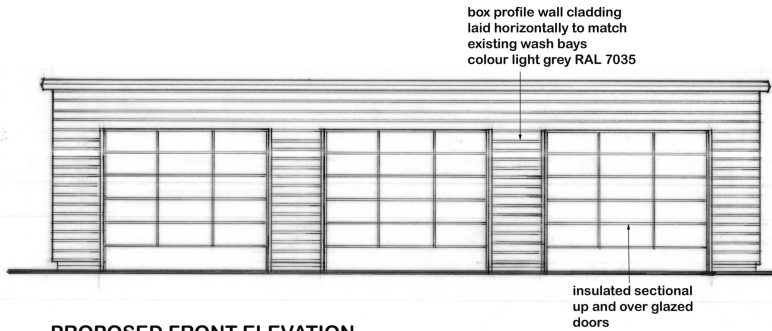 box profile wall cladding
laid horizontally to match
existing wash bays
colour light grey RAL 7035
insulated sectional
up and over glazed
doors
PROPOSED FRONT ELEVATION